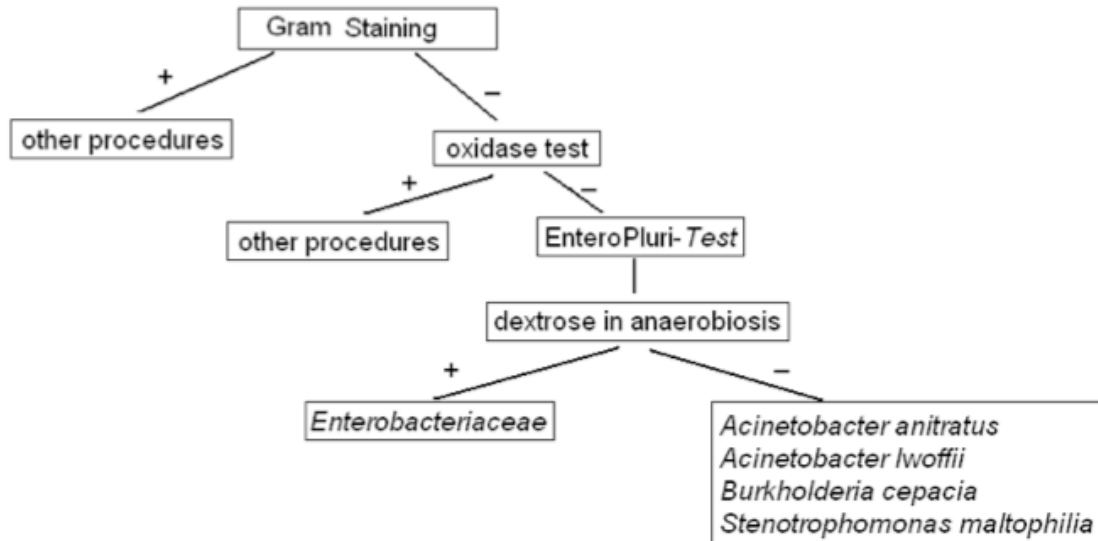 Gram Staining
+
−
other procedures
oxidase test
+
−
other procedures
EnteroPluri-Test
dextrose in anaerobiosis
+
−
Enterobacteriaceae
Acinetobacter anitratus
Acinetobacter lwoffii
Burkholderia cepacia
Stenotrophomonas maltophilia